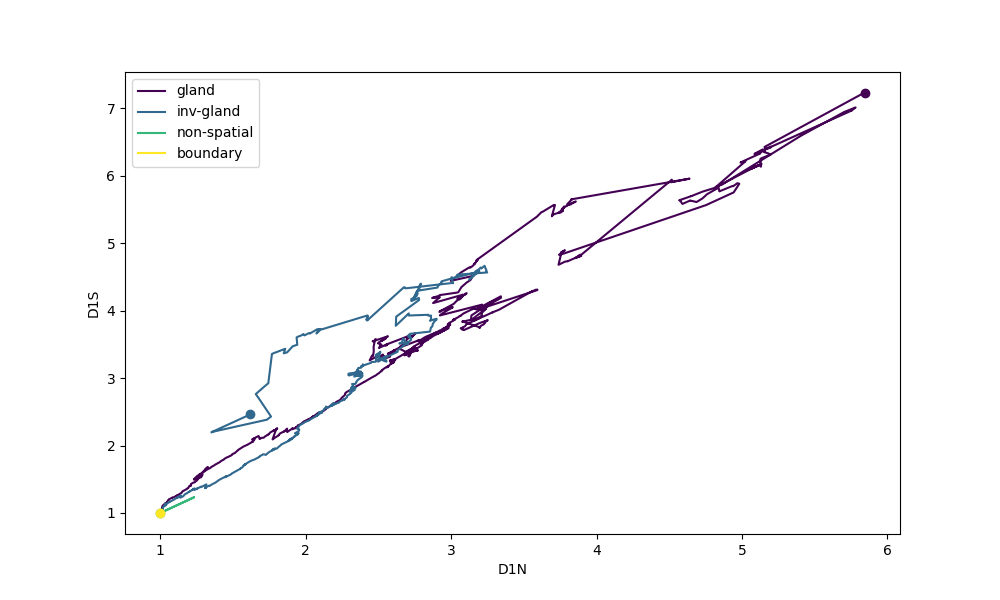 gland
inv-gland
non-spatial
boundary
7
6
5
4
3
2
1
D1S
1 2 3 4 5 6
D1N